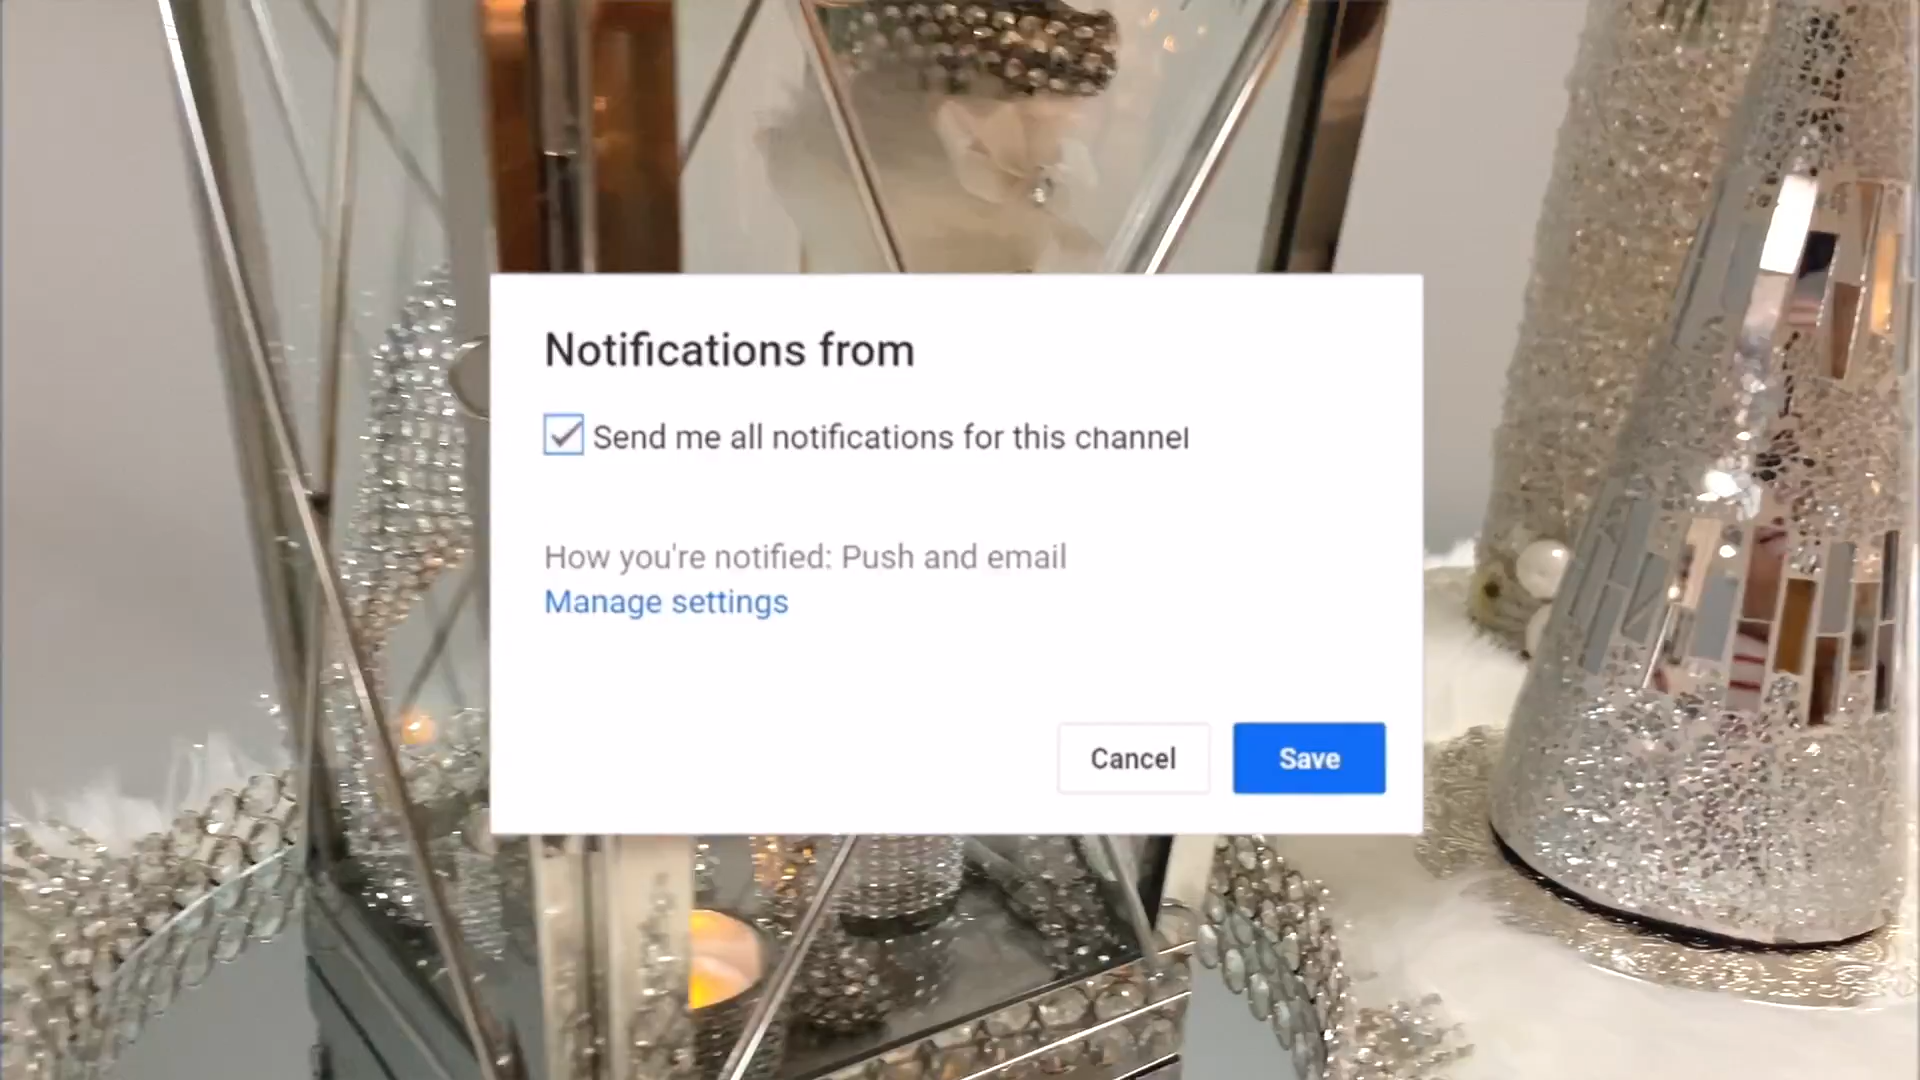 Notifications from
Send me all notifications for this channel
How you're notified: Push and email
Manage settings
Cancel
Save